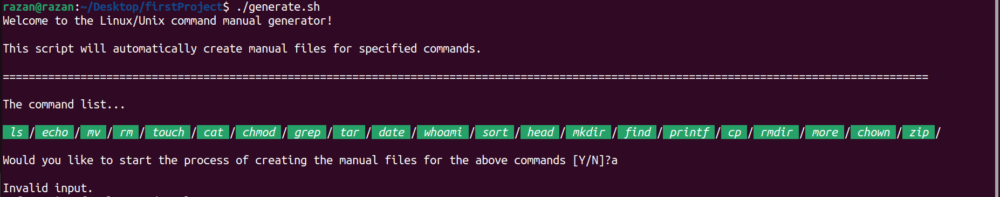 razan@razan:~/Desktop/firstProject$ ./generate.sh
Welcome to the Linux/Unix command manual generator!
This script will automatically create manual files for specified commands.
===============================================================================================================================================
The command list...
ls / echo / mv / rm / touch / cat / chmod / grep / tar / date / whoami / sort / head / mkdir / find / printf / cp / rmdir / more / chown / zip /
Would you like to start the process of creating the manual files for the above commands [Y/N]?a
Invalid input.